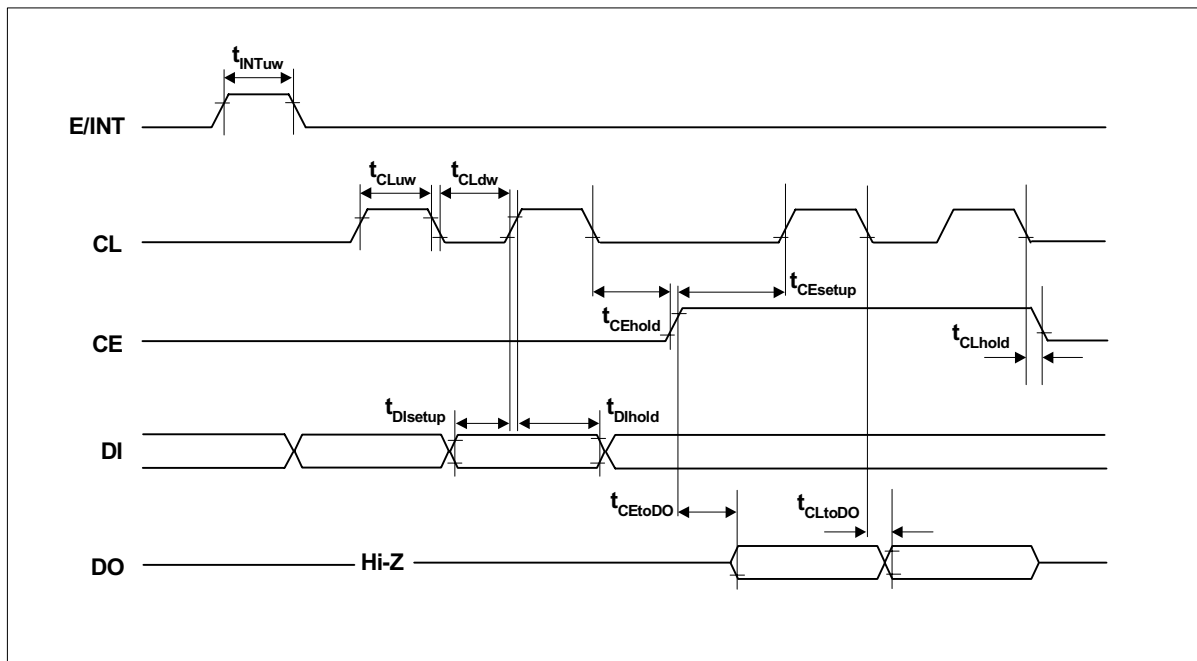 tINTuw
E/INT
tCLuw
tCLdw
CL
tCEsetup
tCEhold
CE
tCLhold
tDIsetup
tDIhold
DI
tCEtoDO
tCLtoDO
DO
Hi-Z